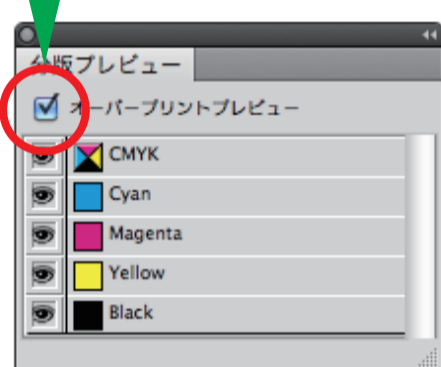 分版プレビュー
オーバープリントプレビュー
CMYK
Cyan
Magenta
Yellow
Black